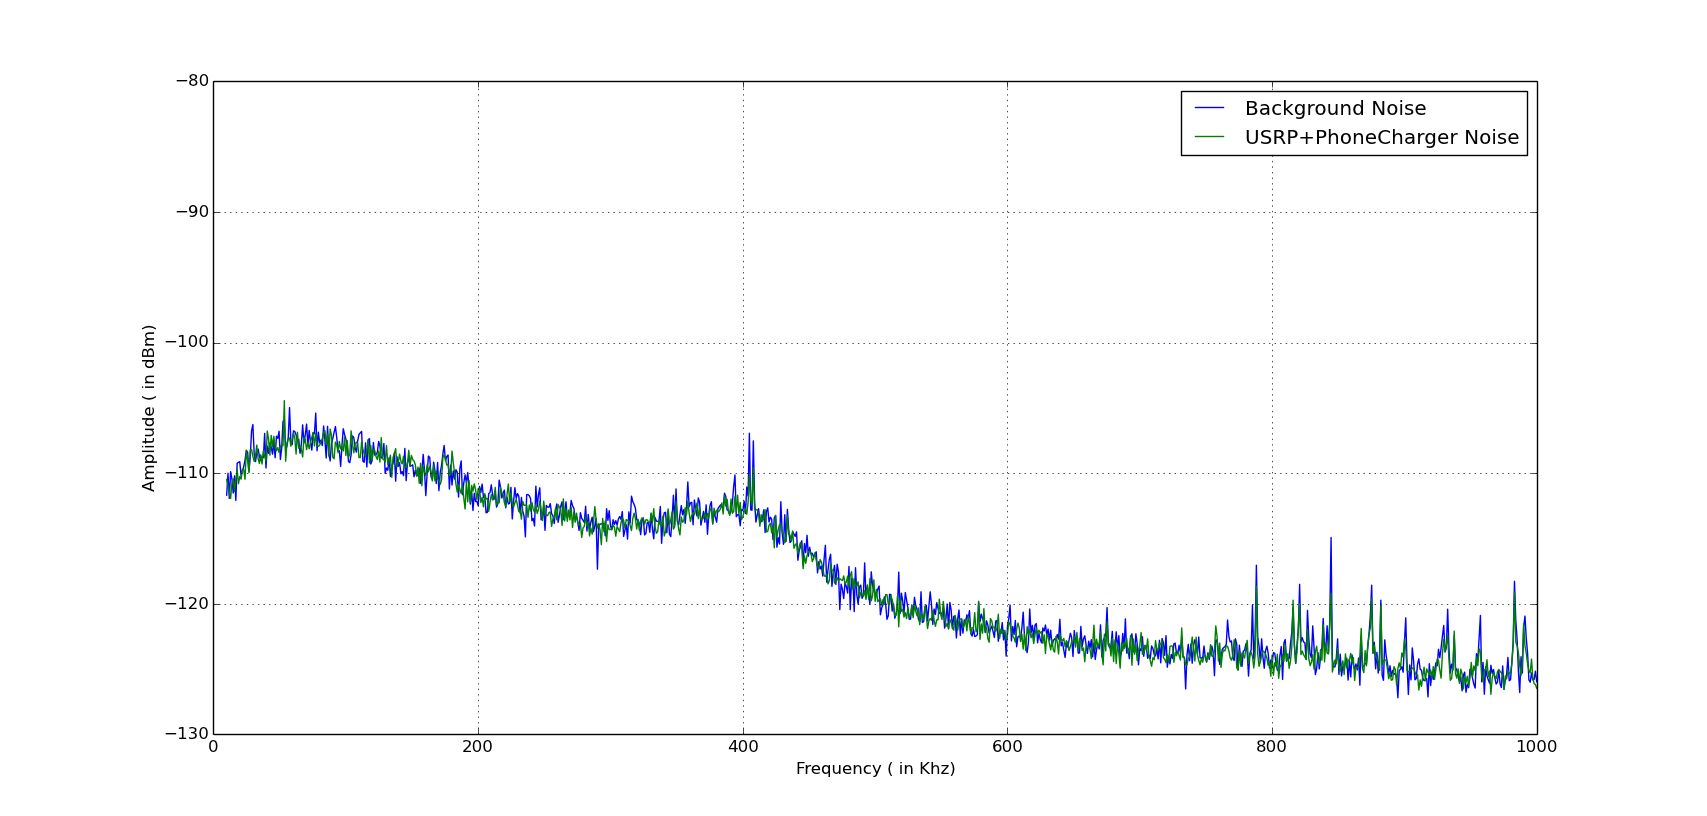 −80
Background Noise
USRP+PhoneCharger Noise
−90
−100
Amplitude ( in dBm)
−110
−120
−130
0 200 400 600 800 1000
Frequency ( in Khz)